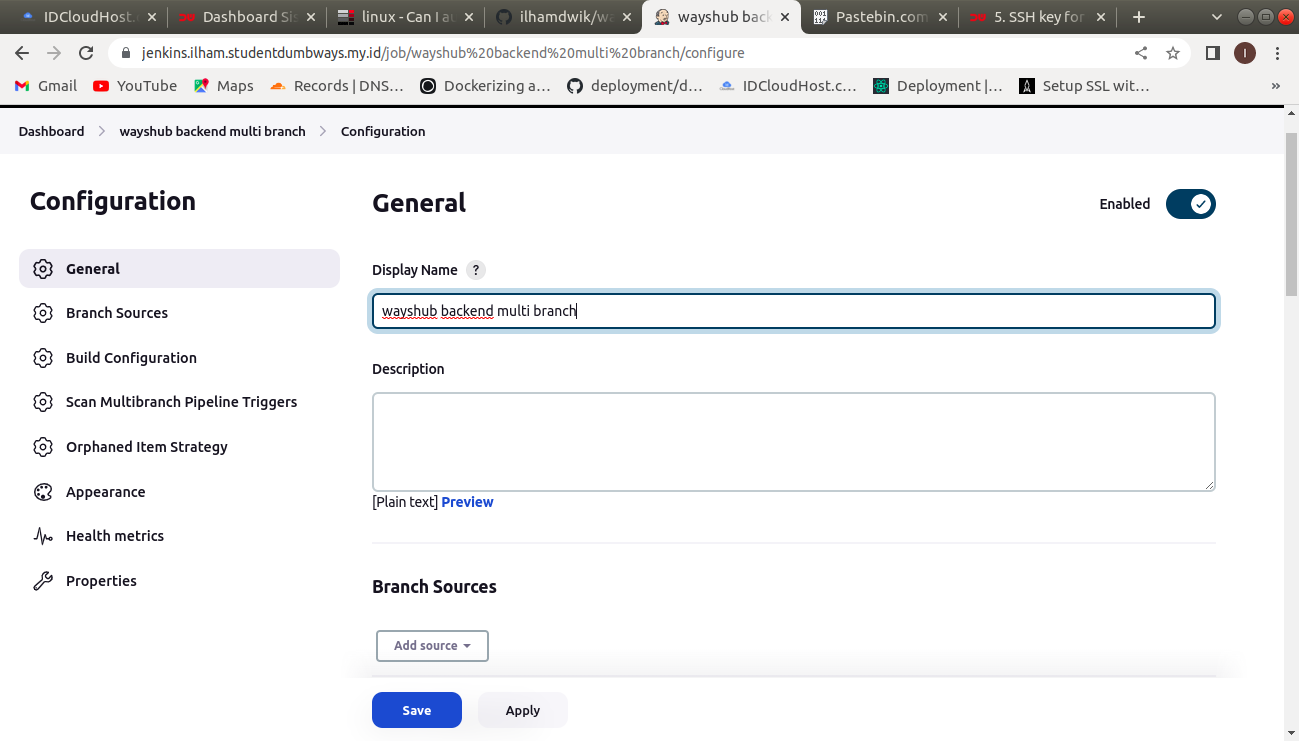 IDCloudHost.c
Dashboard Sis
linux - Can I au
ilhamdwik/wa
wayshub back
Pastebin.com
5. SSH key for
jenkins.ilham.studentdumbways.my.id/job/wayshub%20backend%20multi%20branch/configure
I
Gmail
YouTube
Maps
Records | DNS...
Dockerizing a...
deployment/d...
IDCloudHost.c...
Deployment |...
Setup SSL wit...
»
Dashboard > wayshub backend multi branch > Configuration
Configuration
General
Branch Sources
Build Configuration
Scan Multibranch Pipeline Triggers
Orphaned Item Strategy
Appearance
Health metrics
Properties
General
Enabled
Display Name ?
wayshub backend multi branch
Description
[Plain text] Preview
Branch Sources
Add source
Save
Apply